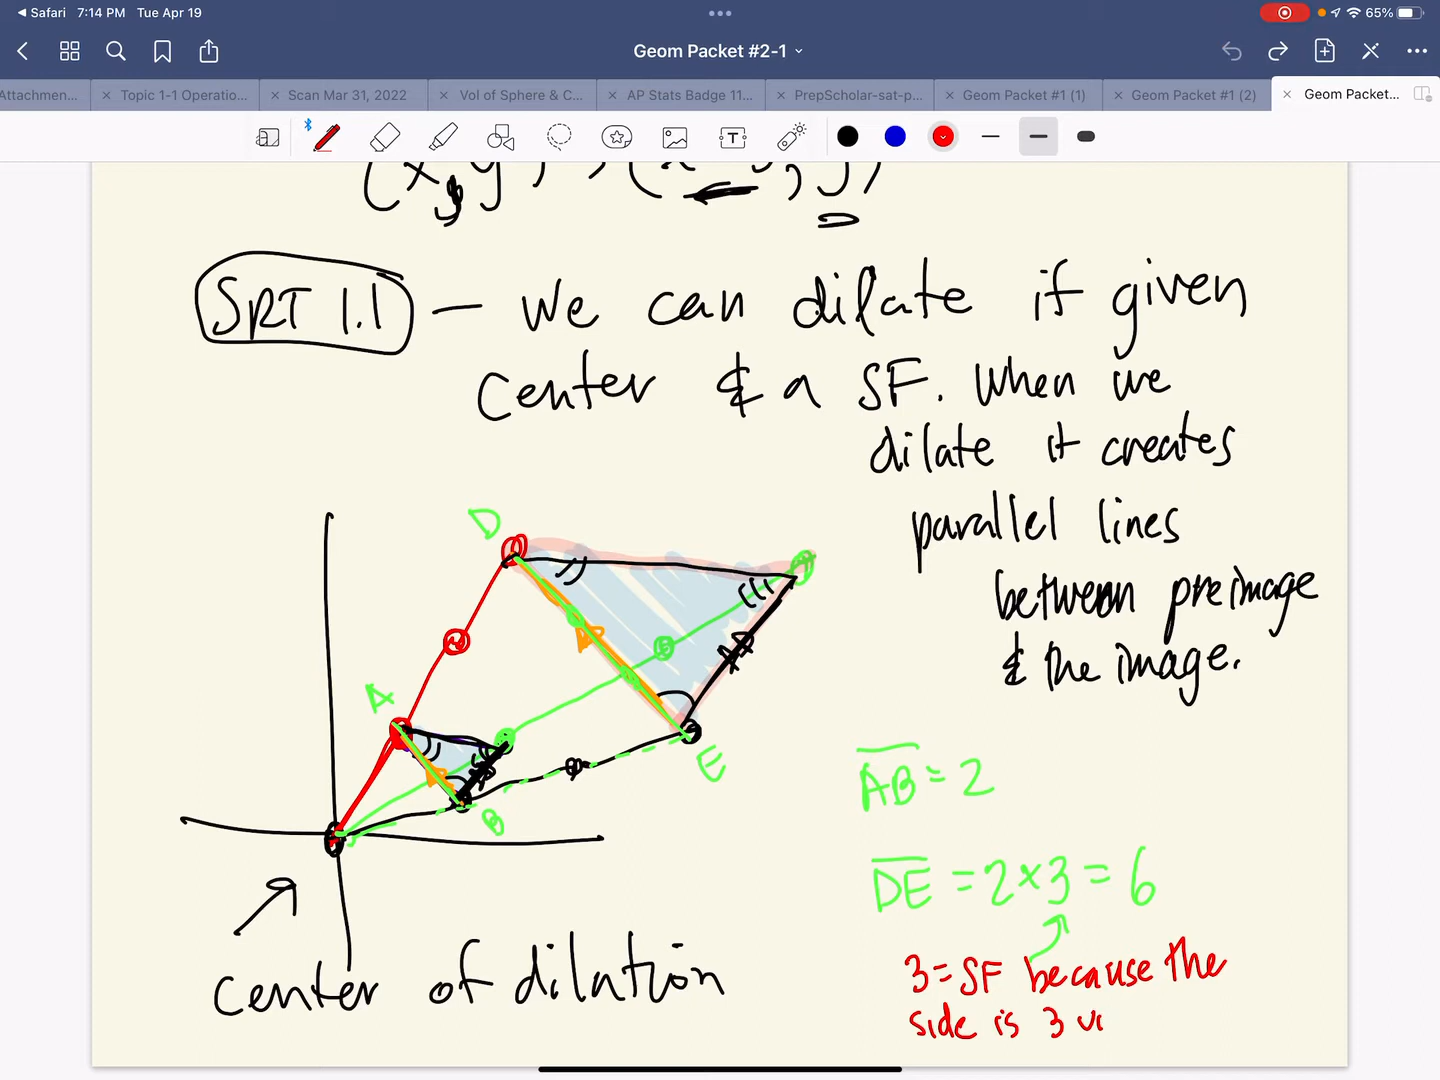 Safari 7:14 PM Tue Apr 19
65%
Geom Packet #2-1
Attachmen...
Topic 1-1 Operatio...
Scan Mar 31, 2022
Vol of Sphere & C...
AP Stats Badge 11...
PrepScholar-sat-p...
Geom Packet #1 (1)
Geom Packet #1 (2)
Geom Packet...
SRT 1.1 – We can dilate if given
center & a SF. When we
dilate it creates
parallel lines
between preimage
& the image.
D
A
B
E
AB = 2
DE = 2×3 = 6
3 = SF because the
side is 3
center of dilation